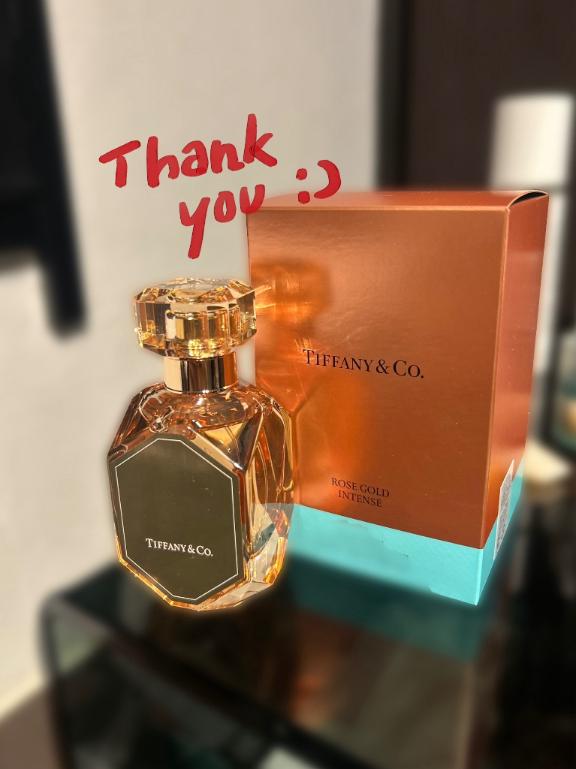 Thank
you :)
TIFFANY & CO.
ROSE GOLD
INTENSE
TIFFANY & CO.